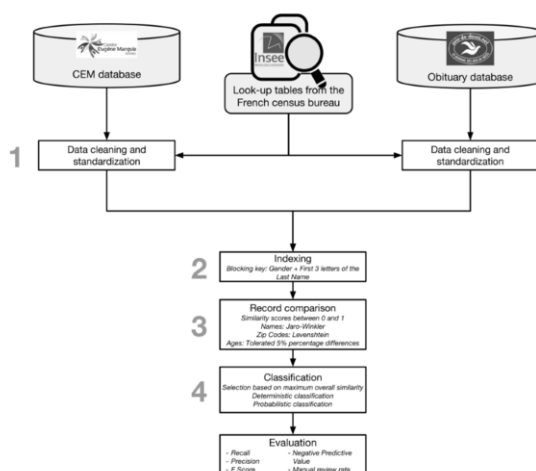 Eugène Marquis
CEM database
Insee
Look-up tables from the
French census bureau
Obituary database
1
Data cleaning and
standardization
Data cleaning and
standardization
2
Indexing
Blocking key: Gender + First 3 letters of the
Last Name
3
Record comparison
Similarity scores between 0 and 1
Names: Jaro-Winkler
Zip Codes: Levenshtein
Ages: Tolerated 5% percentage differences
4
Classification
Selection based on maximum overall similarity
Deterministic classification
Probabilistic classification
Evaluation
- Recall
- Precision
- F Score
- Negative Predictive
Value
- Manual review rate